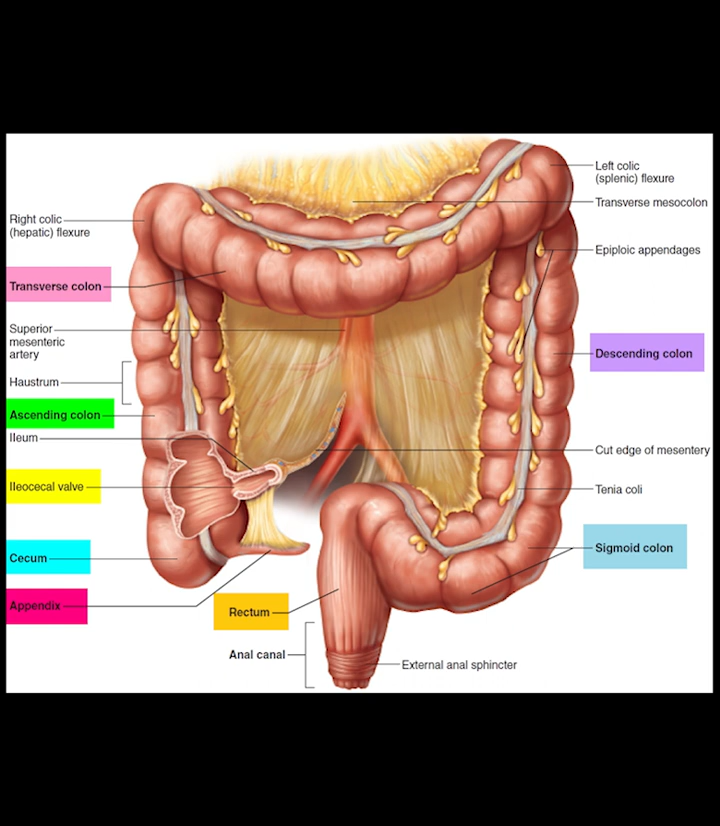 Left colic
(splenic) flexure
Transverse mesocolon
Right colic
(hepatic) flexure
Epiploic appendages
Transverse colon
Superior
mesenteric
artery
Descending colon
Haustrum
Ascending colon
Ileum
Cut edge of mesentery
Ileocecal valve
Tenia coli
Sigmoid colon
Cecum
Appendix
Rectum
Anal canal
External anal sphincter